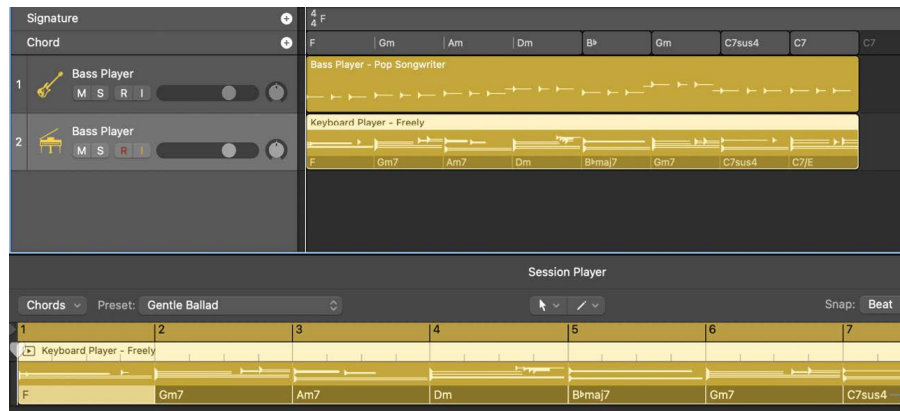 Signature
4/4 F
Chord
F Gm Am Dm B♭ Gm C7sus4 C7 C7
1 Bass Player
M S R I
Bass Player - Pop Songwriter
2 Bass Player
M S R I
Keyboard Player - Freely
F Gm7 Am7 Dm B♭maj7 Gm7 C7sus4 C7/E
Session Player
Chords Preset: Gentle Ballad Snap: Beat
1 2 3 4 5 6 7
Keyboard Player - Freely
F Gm7 Am7 Dm B♭maj7 Gm7 C7sus4